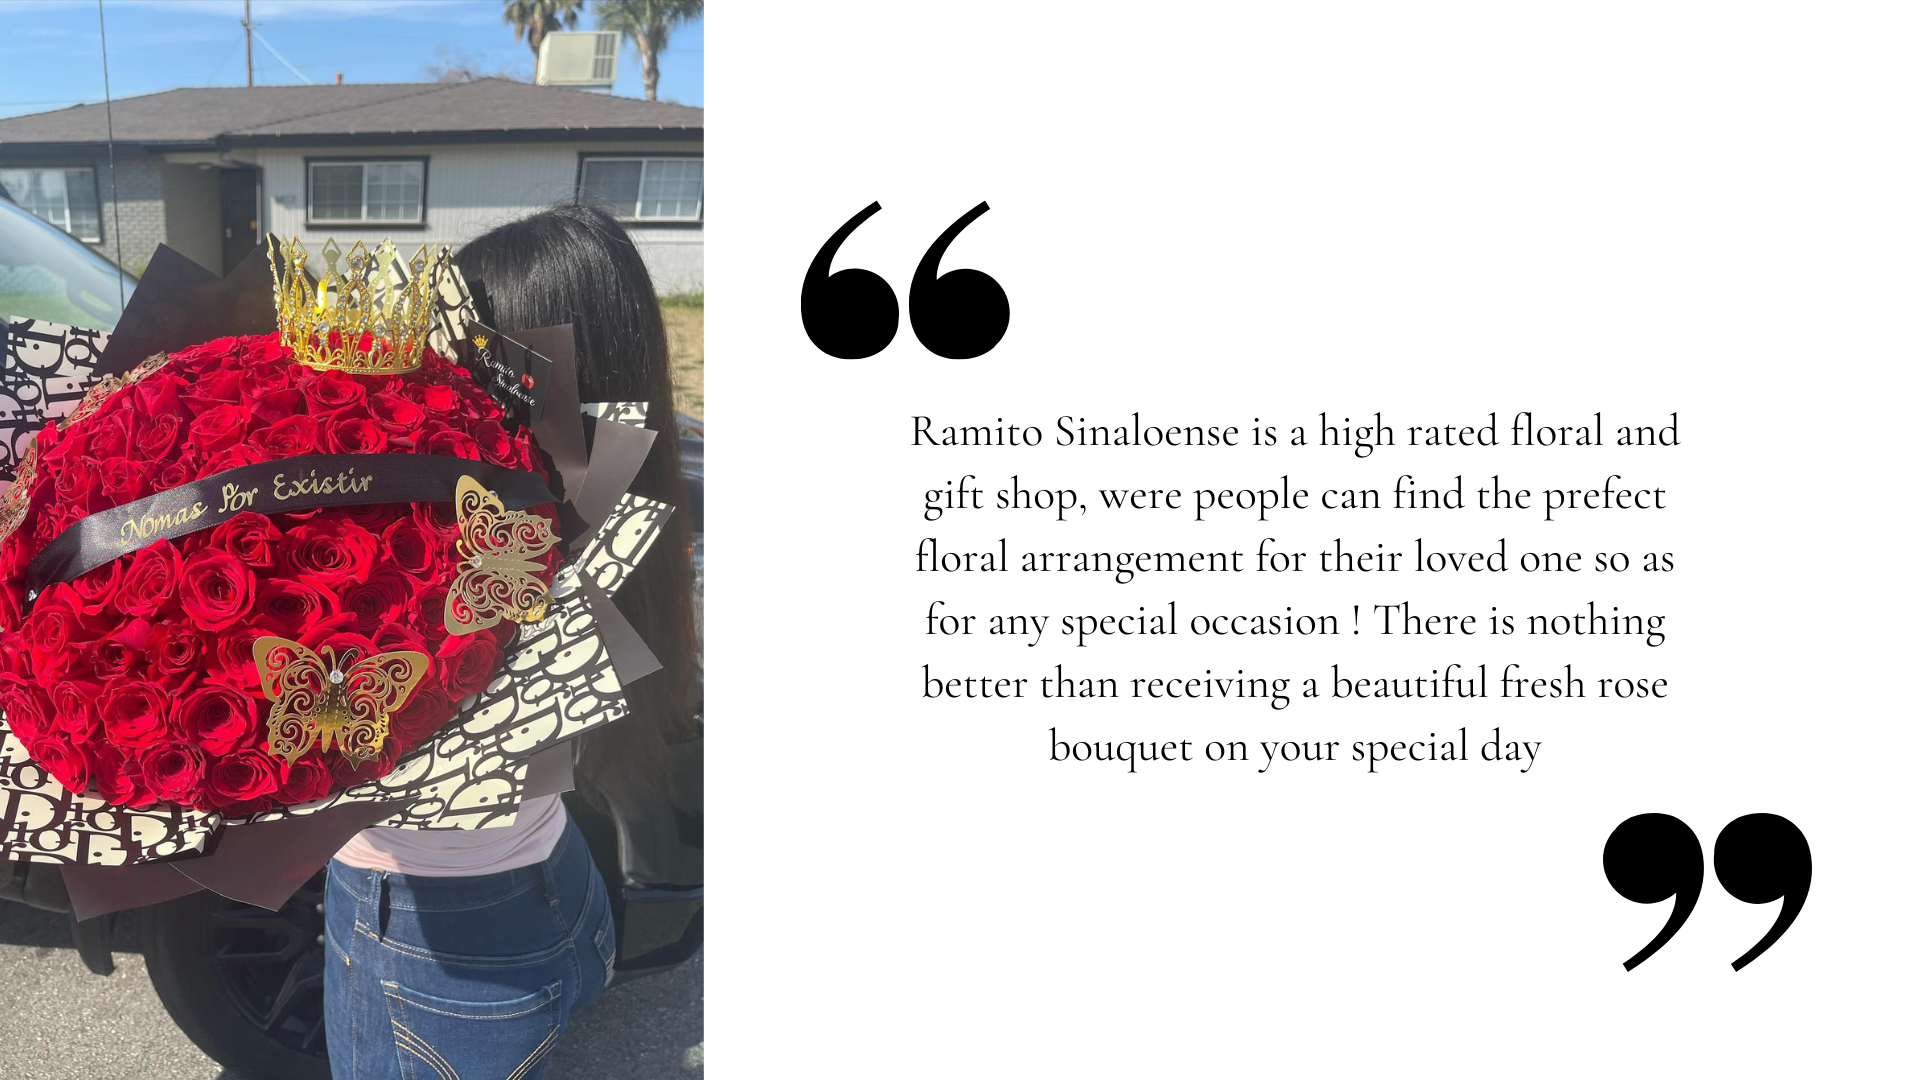 Ramito
Sinaloense
Nomas Por Existir
Dior
“
Ramito Sinaloense is a high rated floral and
gift shop, were people can find the prefect
floral arrangement for their loved one so as
for any special occasion ! There is nothing
better than receiving a beautiful fresh rose
bouquet on your special day
”